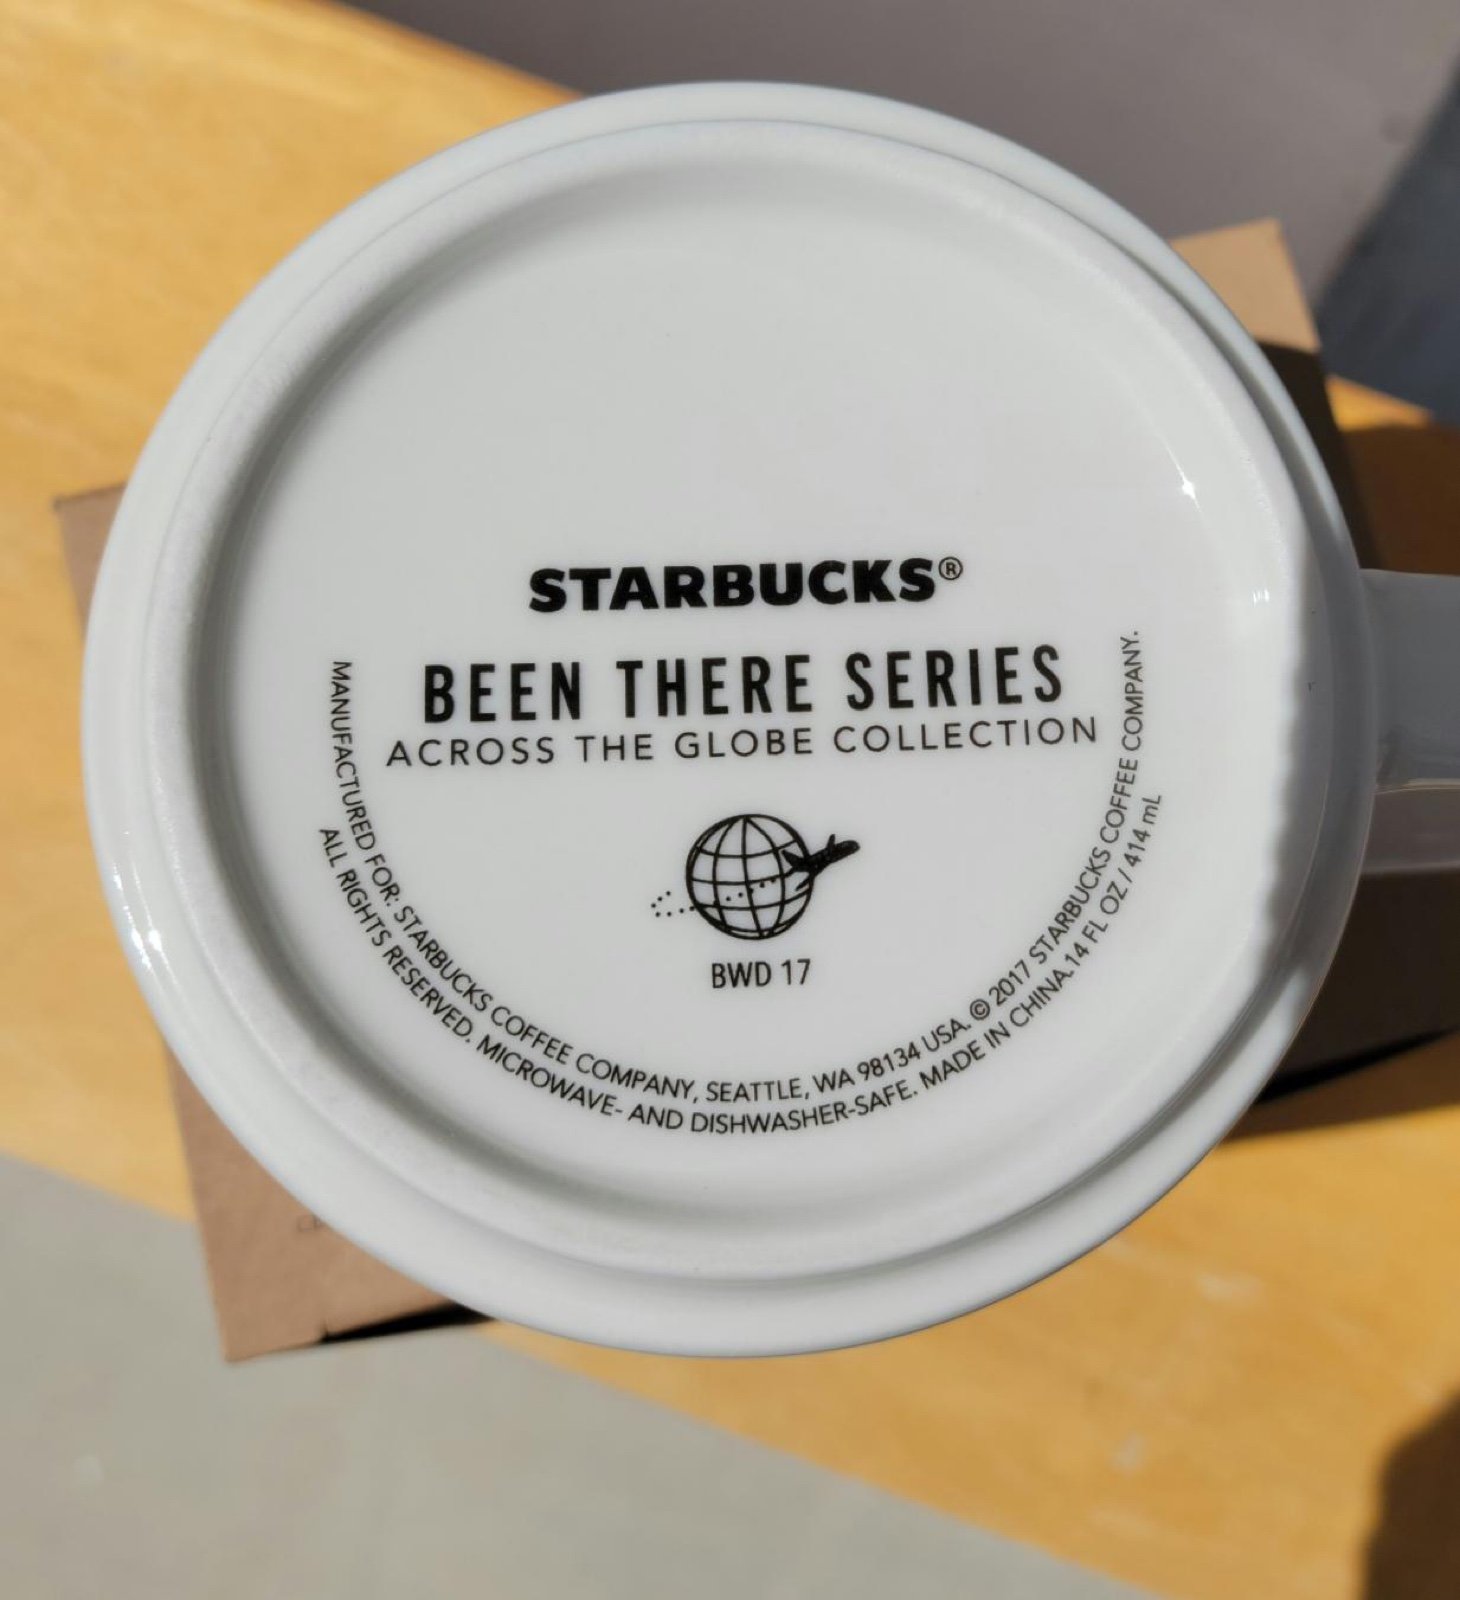 STARBUCKS®
BEEN THERE SERIES
ACROSS THE GLOBE COLLECTION
BWD 17
MANUFACTURED FOR: STARBUCKS COFFEE COMPANY, SEATTLE, WA 98134 USA. © 2017 STARBUCKS COFFEE COMPANY.
ALL RIGHTS RESERVED. MICROWAVE- AND DISHWASHER-SAFE. MADE IN CHINA. 14 FL OZ / 414 mL